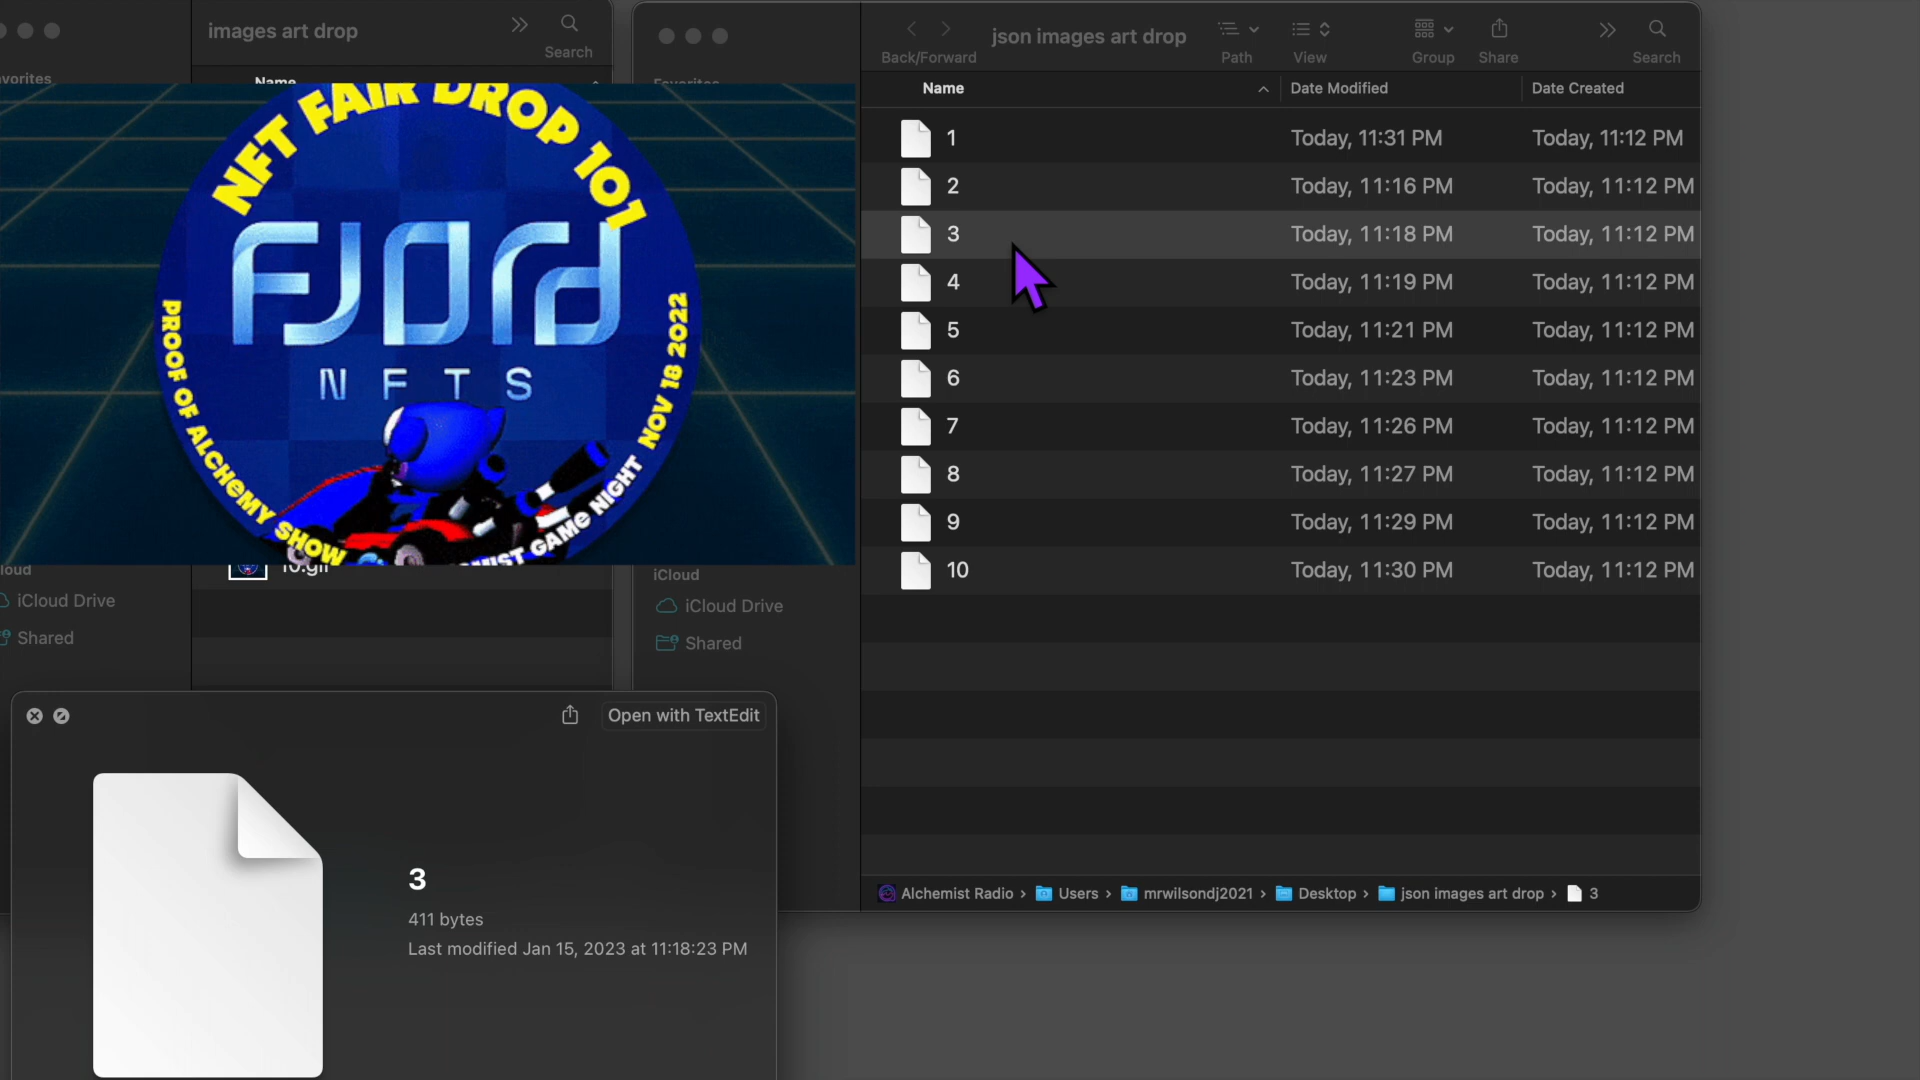 images art drop
Search
Favorites
Name
NFT FAIR DROP 101
FJORD
NFTS
PROOF OF ALCHEMY SHOW
GAME NIGHT NOV 18 2022
10.gif
iCloud Drive
Shared
Back/Forward
json images art drop
Path
View
Group
Share
Search
Favorites
Name
Date Modified
Date Created
1 Today, 11:31 PM Today, 11:12 PM
2 Today, 11:16 PM Today, 11:12 PM
3 Today, 11:18 PM Today, 11:12 PM
4 Today, 11:19 PM Today, 11:12 PM
5 Today, 11:21 PM Today, 11:12 PM
6 Today, 11:23 PM Today, 11:12 PM
7 Today, 11:26 PM Today, 11:12 PM
8 Today, 11:27 PM Today, 11:12 PM
9 Today, 11:29 PM Today, 11:12 PM
10 Today, 11:30 PM Today, 11:12 PM
iCloud
iCloud Drive
Shared
Alchemist Radio › Users › mrwilsondj2021 › Desktop › json images art drop › 3
Open with TextEdit
3
411 bytes
Last modified Jan 15, 2023 at 11:18:23 PM